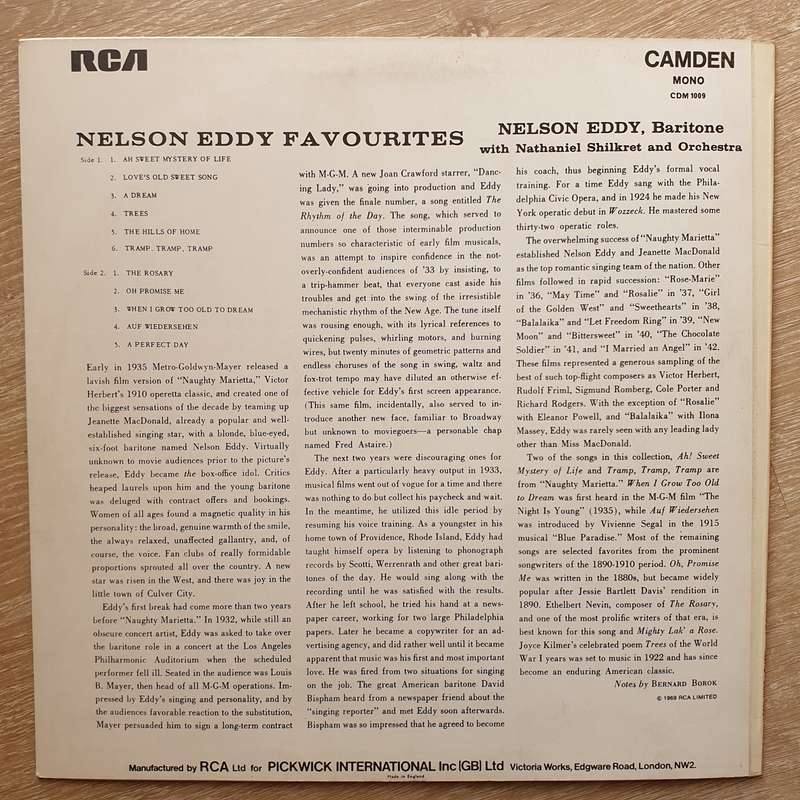 RCA
CAMDEN
MONO
CDM 1009
NELSON EDDY FAVOURITES
NELSON EDDY, Baritone
with Nathaniel Shilkret and Orchestra
Side 1. 1. AH SWEET MYSTERY OF LIFE
2. LOVE'S OLD SWEET SONG
3. A DREAM
4. TREES
5. THE HILLS OF HOME
6. TRAMP, TRAMP, TRAMP
Side 2. 1. THE ROSARY
2. OH PROMISE ME
3. WHEN I GROW TOO OLD TO DREAM
4. AUF WIEDERSEHEN
5. A PERFECT DAY
Early in 1935 Metro-Goldwyn-Mayer released a
lavish film version of "Naughty Marietta," Victor
Herbert's 1910 operetta classic, and created one of
the biggest sensations of the decade by teaming up
Jeanette MacDonald, already a popular and well-
established singing star, with a blonde, blue-eyed,
six-foot baritone named Nelson Eddy. Virtually
unknown to movie audiences prior to the picture's
release, Eddy became the box-office idol. Critics
heaped laurels upon him and the young baritone
was deluged with contract offers and bookings.
Women of all ages found a magnetic quality in his
personality: the broad, genuine warmth of the smile,
the always relaxed, unaffected gallantry, and, of
course, the voice. Fan clubs of really formidable
proportions sprouted all over the country. A new
star was risen in the West, and there was joy in the
little town of Culver City.
Eddy's first break had come more than two years
before "Naughty Marietta." In 1932, while still an
obscure concert artist, Eddy was asked to take over
the baritone role in a concert at the Los Angeles
Philharmonic Auditorium when the scheduled
performer fell ill. Seated in the audience was Louis
B. Mayer, then head of all M-G-M operations. Im-
pressed by Eddy's singing and personality, and by
the audiences favorable reaction to the substitution,
Mayer persuaded him to sign a long-term contract
with M-G-M. A new Joan Crawford starrer, "Danc-
ing Lady," was going into production and Eddy
was given the finale number, a song entitled The
Rhythm of the Day. The song, which served to
announce one of those interminable production
numbers so characteristic of early film musicals,
was an attempt to inspire confidence in the not-
overly-confident audiences of '33 by insisting, to
a trip-hammer beat, that everyone cast aside his
troubles and get into the swing of the irresistible
mechanistic rhythm of the New Age. The tune itself
was rousing enough, with its lyrical references to
quickening pulses, whirling motors, and burning
wires, but twenty minutes of geometric patterns and
endless choruses of the song in swing, waltz and
fox-trot tempo may have diluted an otherwise ef-
fective vehicle for Eddy's first screen appearance.
(This same film, incidentally, also served to in-
troduce another new face, familiar to Broadway
but unknown to moviegoers—a personable chap
named Fred Astaire.)
The next two years were discouraging ones for
Eddy. After a particularly heavy output in 1933,
musical films went out of vogue for a time and there
was nothing to do but collect his paycheck and wait.
In the meantime, he utilized this idle period by
resuming his voice training. As a youngster in his
home town of Providence, Rhode Island, Eddy had
taught himself opera by listening to phonograph
records by Scotti, Werrenrath and other great bari-
tones of the day. He would sing along with the
recording until he was satisfied with the results.
After he left school, he tried his hand at a news-
paper career, working for two large Philadelphia
papers. Later he became a copywriter for an ad-
vertising agency, and did rather well until it became
apparent that music was his first and most important
love. He was fired from two situations for singing
on the job. The great American baritone David
Bispham heard from a newspaper friend about the
"singing reporter" and met Eddy soon afterwards.
Bispham was so impressed that he agreed to become
his coach, thus beginning Eddy's formal vocal
training. For a time Eddy sang with the Phila-
delphia Civic Opera, and in 1924 he made his New
York operatic debut in Wozzeck. He mastered some
thirty-two operatic roles.
The overwhelming success of "Naughty Marietta"
established Nelson Eddy and Jeanette MacDonald
as the top romantic singing team of the nation. Other
films followed in rapid succession: "Rose-Marie"
in '36, "May Time" and "Rosalie" in '37, "Girl
of the Golden West" and "Sweethearts" in '38,
"Balalaika" and "Let Freedom Ring" in '39, "New
Moon" and "Bittersweet" in '40, "The Chocolate
Soldier" in '41, and "I Married an Angel" in '42.
These films represented a generous sampling of the
best of such top-flight composers as Victor Herbert,
Rudolf Friml, Sigmund Romberg, Cole Porter and
Richard Rodgers. With the exception of "Rosalie"
with Eleanor Powell, and "Balalaika" with Ilona
Massey, Eddy was rarely seen with any leading lady
other than Miss MacDonald.
Two of the songs in this collection, Ah! Sweet
Mystery of Life and Tramp, Tramp, Tramp are
from "Naughty Marietta." When I Grow Too Old
to Dream was first heard in the M-G-M film "The
Night Is Young" (1935), while Auf Wiedersehen
was introduced by Vivienne Segal in the 1915
musical "Blue Paradise." Most of the remaining
songs are selected favorites from the prominent
songwriters of the 1890-1910 period. Oh, Promise
Me was written in the 1880s, but became widely
popular after Jessie Bartlett Davis' rendition in
1890. Ethelbert Nevin, composer of The Rosary,
and one of the most prolific writers of that era, is
best known for this song and Mighty Lak' a Rose.
Joyce Kilmer's celebrated poem Trees of the World
War I years was set to music in 1922 and has since
become an enduring American classic.
Notes by BERNARD BOROK
© 1969 RCA LIMITED
Manufactured by RCA Ltd for PICKWICK INTERNATIONAL Inc (GB) Ltd Victoria Works, Edgware Road, London, NW2.
Made in England